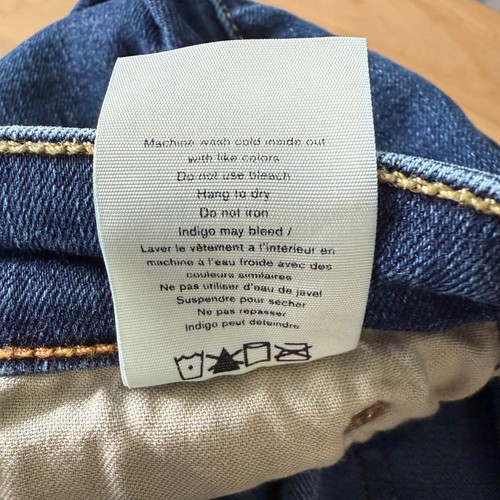 Machine wash cold inside out
with like colors
Do not use bleach
Hang to dry
Do not iron
Indigo may bleed /
Laver le vêtement a l'intérieur en
machine à l'eau froide avec des
couleurs similaires
Ne pas utiliser d'eau de javel
Suspendre pour sécher
Ne pas repasser
Indigo peut déteindre